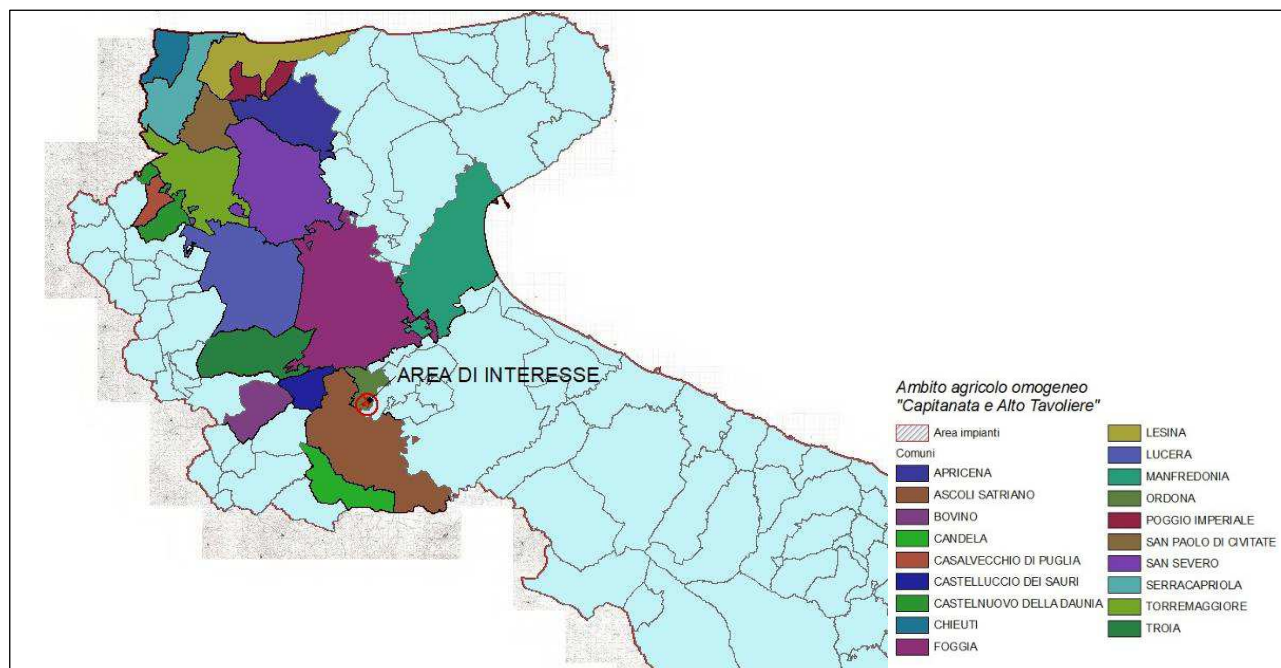 AREA DI INTERESSE
Ambito agricolo omogeneo
"Capitanata e Alto Tavoliere"
Area impianti
Comuni
APRICENA
ASCOLI SATRIANO
BOVINO
CANDELA
CASALVECCHIO DI PUGLIA
CASTELLUCCIO DEI SAURI
CASTELNUOVO DELLA DAUNIA
CHIEUTI
FOGGIA
LESINA
LUCERA
MANFREDONIA
ORDONA
POGGIO IMPERIALE
SAN PAOLO DI CIVITATE
SAN SEVERO
SERRACAPRIOLA
TORREMAGGIORE
TROIA